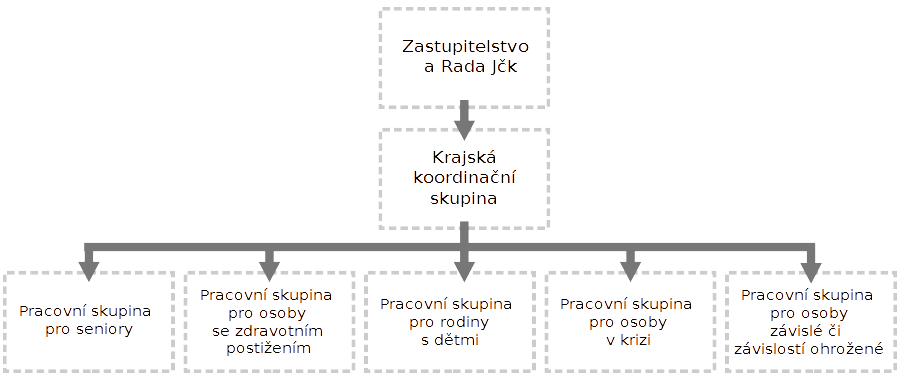 Zastupitelstvo
a Rada Jčk
Krajská
koordinační
skupina
Pracovní skupina
pro seniory
Pracovní skupina
pro osoby
se zdravotním
postižením
Pracovní skupina
pro rodiny
s dětmi
Pracovní skupina
pro osoby
v krizi
Pracovní skupina
pro osoby
závislé či
závislostí ohrožené